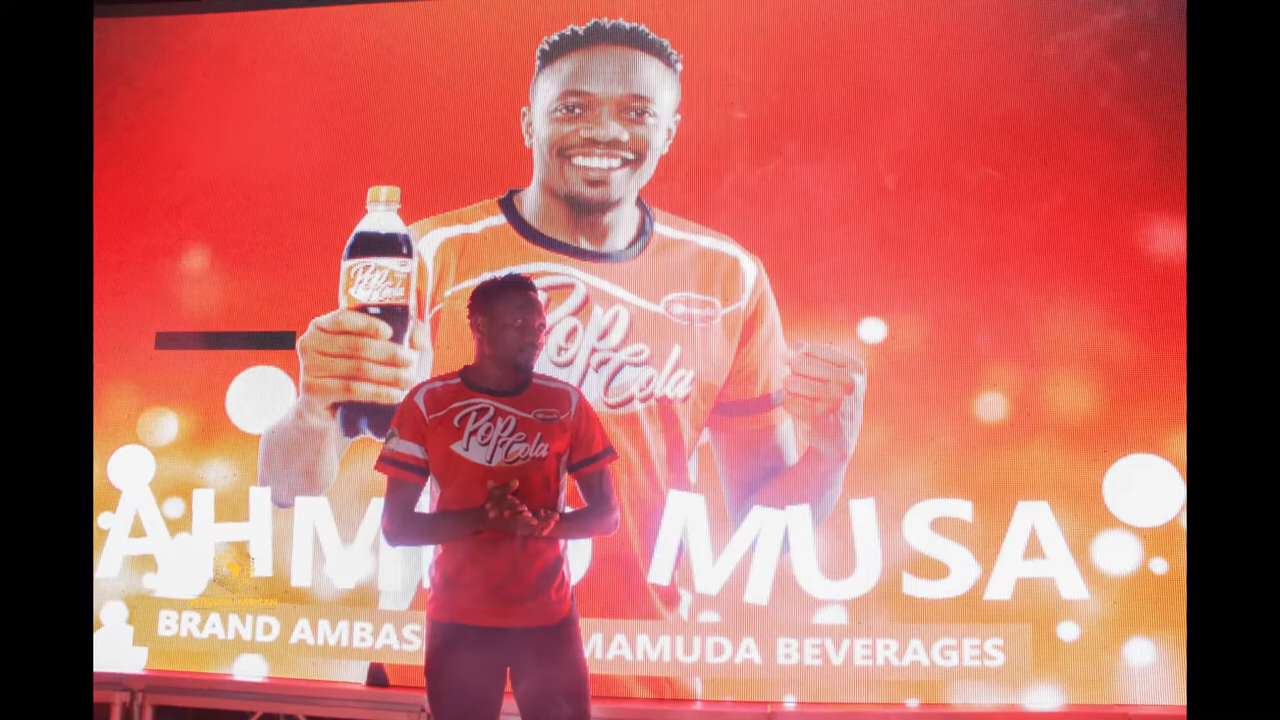 Pop Cola
Pop Cola
Pop Cola
AHM MUSA
BRAND AMBAS MAMUDA BEVERAGES